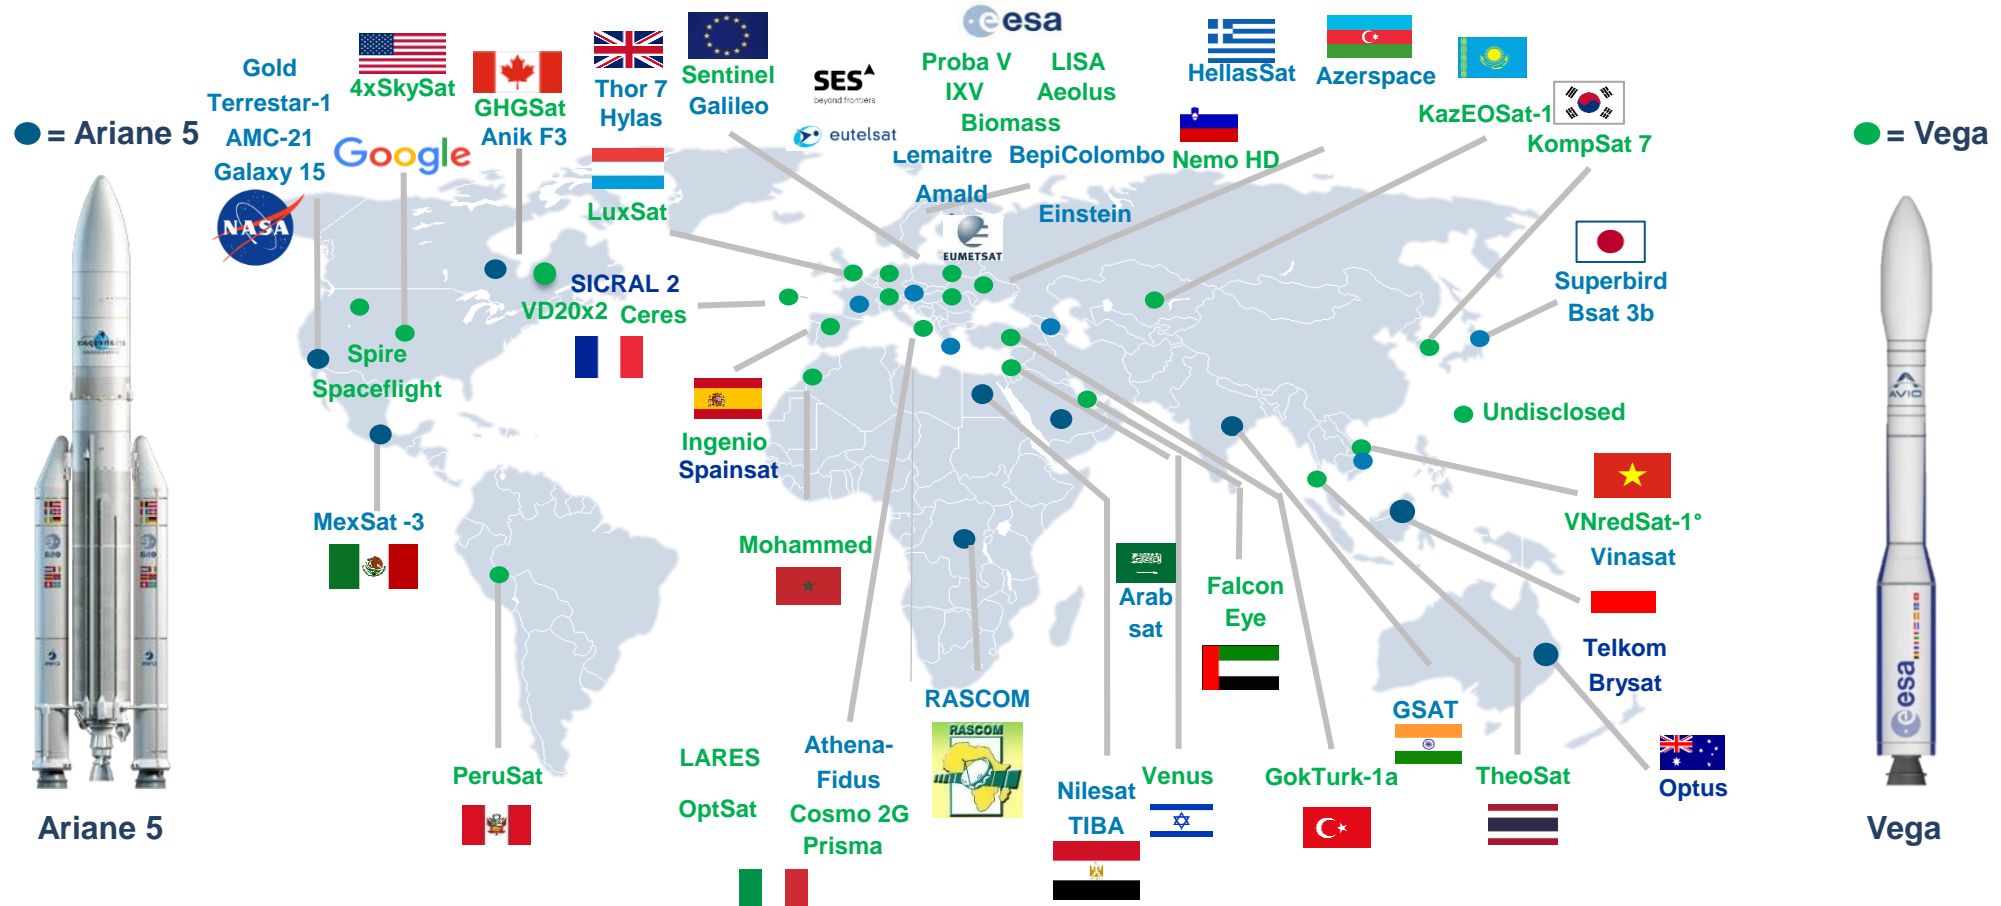 = Ariane 5
Gold
Terrestar-1
AMC-21
Galaxy 15
NASA
4xSkySat
Google
GHGSat
Anik F3
Thor 7
Hylas
LuxSat
Sentinel
Galileo
SES
beyond frontiers
eutelsat
esa
Proba V
LISA
IXV
Aeolus
Biomass
Lemaitre
BepiColombo
Amald
Einstein
EUMETSAT
HellasSat
Nemo HD
Azerspace
KazEOSat-1
KompSat 7
= Vega
Superbird
Bsat 3b
Undisclosed
SICRAL 2
VD20x2
Ceres
Spire
Spaceflight
Ingenio
Spainsat
MexSat -3
Mohammed
VNredSat-1°
Vinasat
Arab
sat
Falcon
Eye
Telkom
Brysat
RASCOM
RASCOM
GSAT
PeruSat
LARES
OptSat
Athena-
Fidus
Cosmo 2G
Prisma
Nilesat
TIBA
Venus
GokTurk-1a
TheoSat
Optus
AVIO
esa
Ariane 5
Vega